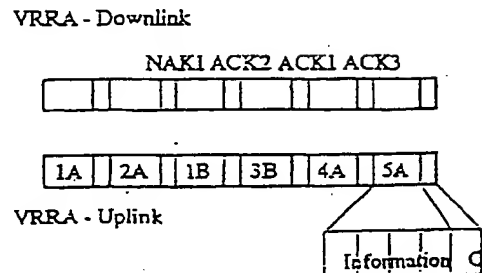 VRRA - Downlink
NAK1 ACK2 ACK1 ACK3
1A 2A 1B 3B 4A 5A
VRRA - Uplink
Information C